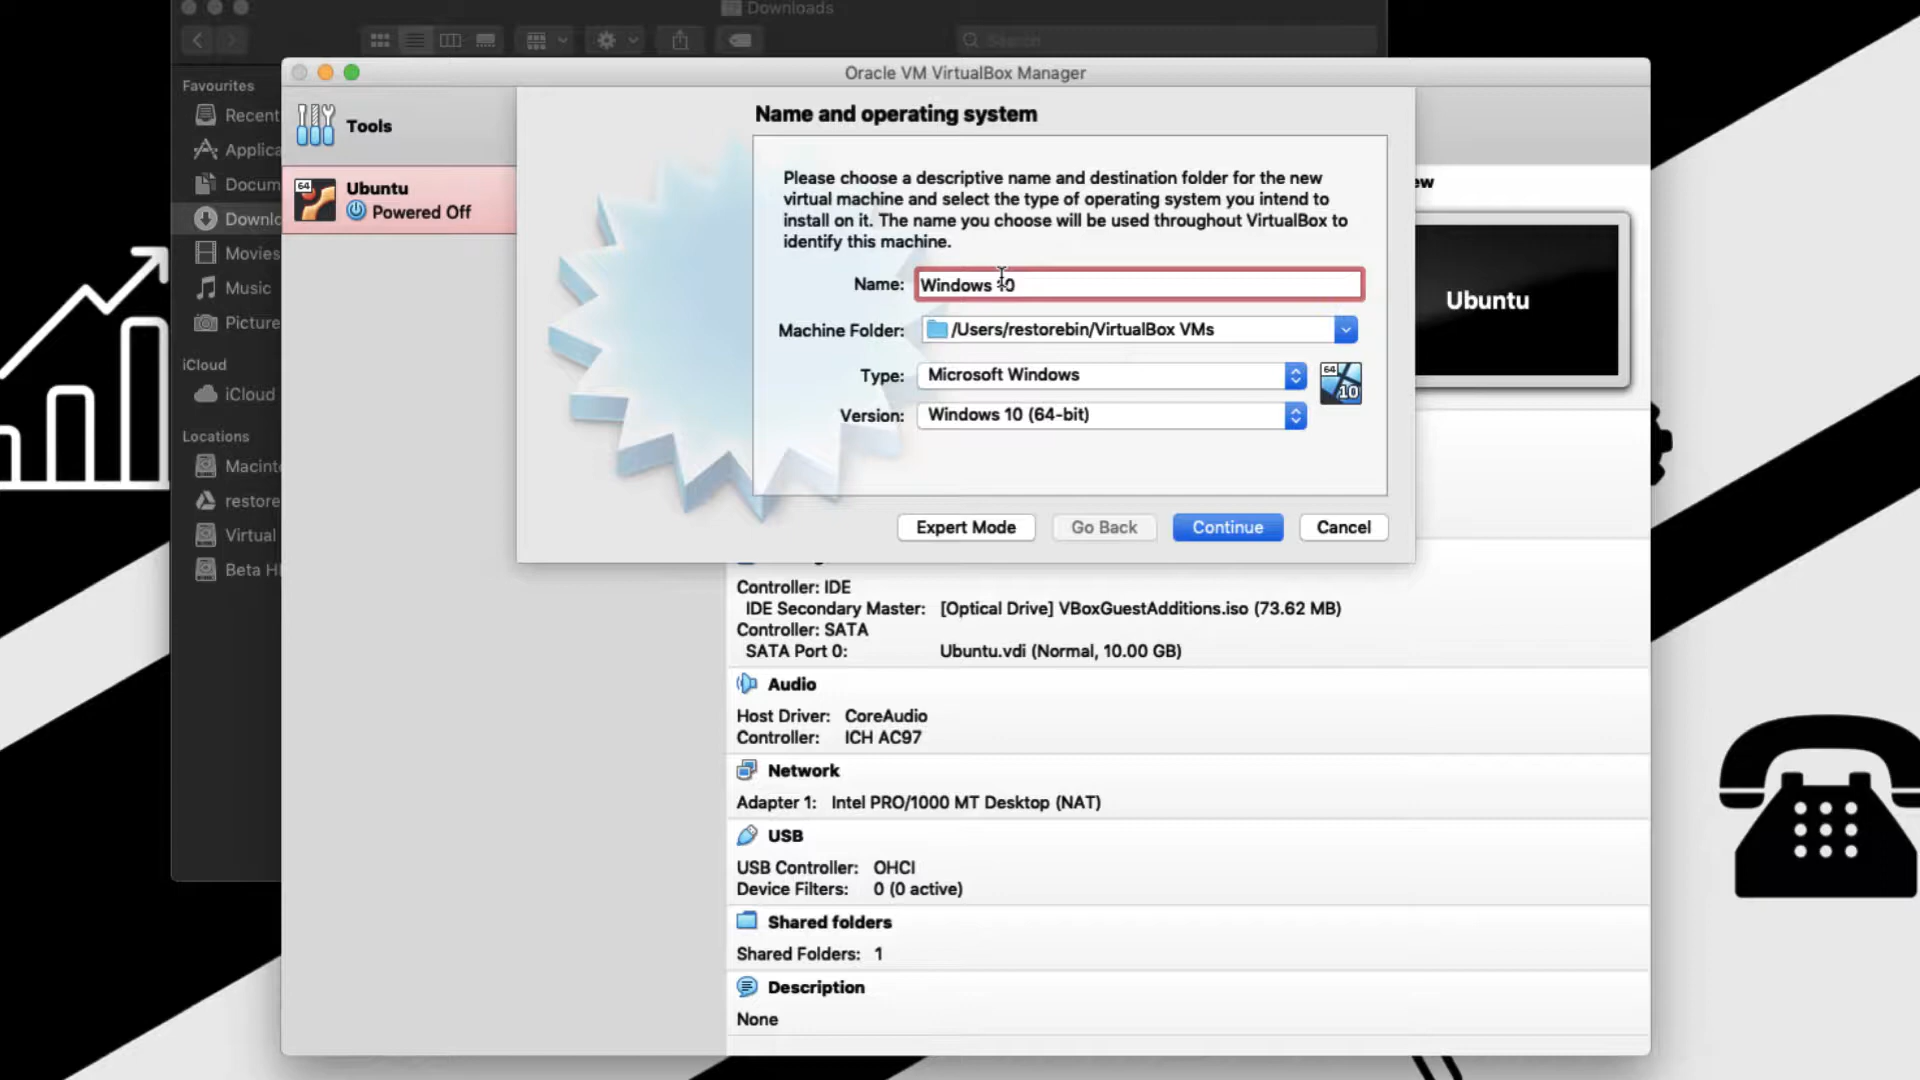 Downloads
Search
Oracle VM VirtualBox Manager
Favourites
Recent
Applica
Docum
Downlo
Movies
Music
Picture
iCloud
iCloud
Locations
Macint
restore
Virtual
Beta H
Tools
64
Ubuntu
Powered Off
Name and operating system
Please choose a descriptive name and destination folder for the new
virtual machine and select the type of operating system you intend to
install on it. The name you choose will be used throughout VirtualBox to
identify this machine.
Name: Windows 10
Machine Folder: /Users/restorebin/VirtualBox VMs
Type: Microsoft Windows
64
10
Version: Windows 10 (64-bit)
Expert Mode
Go Back
Continue
Cancel
ew
Ubuntu
Controller: IDE
IDE Secondary Master: [Optical Drive] VBoxGuestAdditions.iso (73.62 MB)
Controller: SATA
SATA Port 0: Ubuntu.vdi (Normal, 10.00 GB)
Audio
Host Driver: CoreAudio
Controller: ICH AC97
Network
Adapter 1: Intel PRO/1000 MT Desktop (NAT)
USB
USB Controller: OHCI
Device Filters: 0 (0 active)
Shared folders
Shared Folders: 1
Description
None